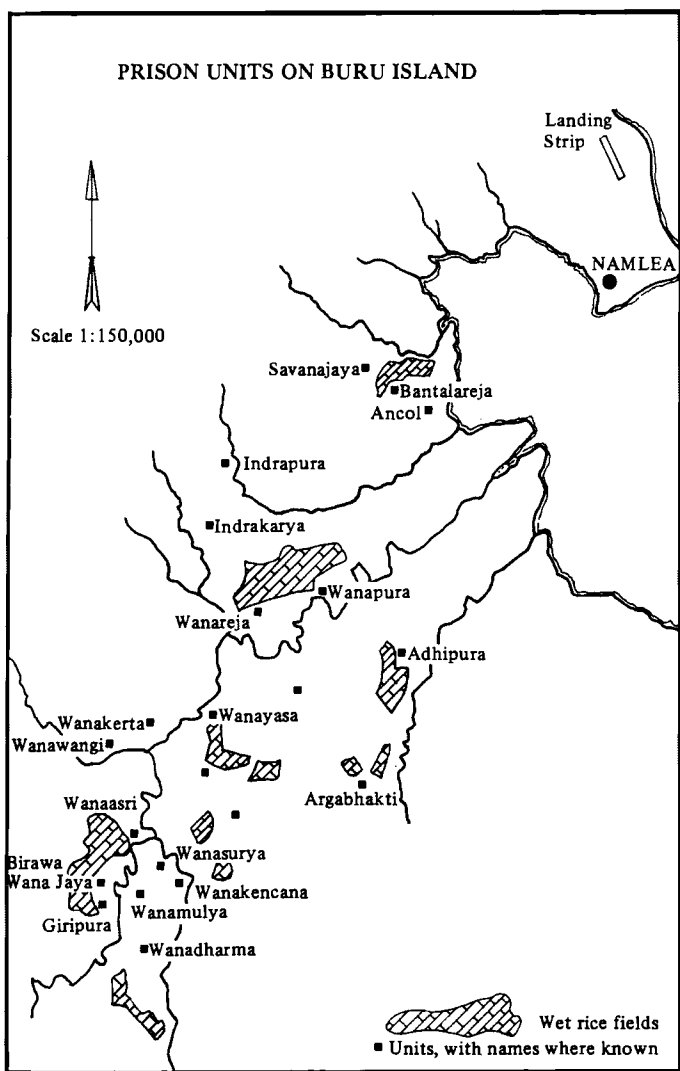 PRISON UNITS ON BURU ISLAND
Landing
Strip
NAMLEA
Scale 1:150,000
Savanajaya
Bantalareja
Ancol
Indrapura
Indrakarya
Wanapura
Wanareja
Adhipura
Wanakerta
Wanayasa
Wanawangi
Argabhakti
Wanaasri
Wanasurya
Birawa
Wana Jaya
Wanakencana
Giripura
Wanamulya
Wanadharma
Wet rice fields
Units, with names where known